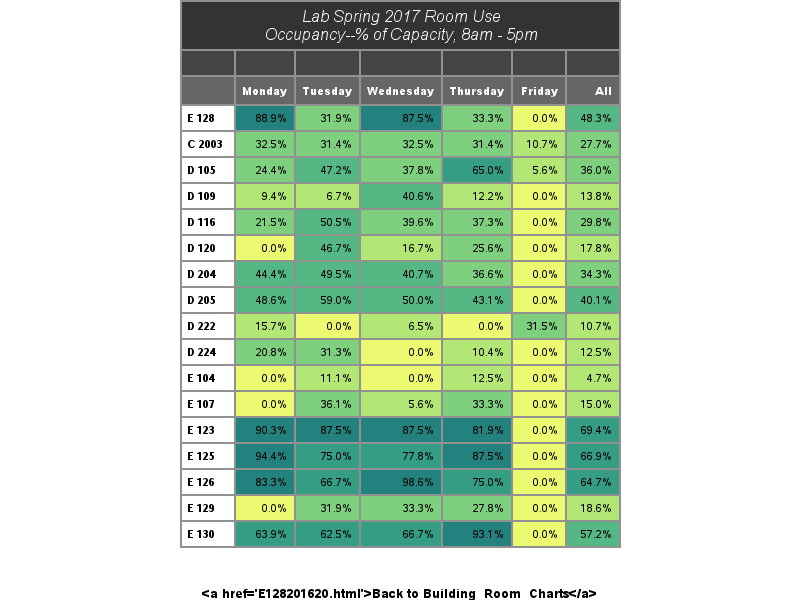 Lab Spring 2017 Room Use
Occupancy--% of Capacity, 8am - 5pm
Monday Tuesday Wednesday Thursday Friday All
E 128 88.9% 31.9% 87.5% 33.3% 0.0% 48.3%
C 2003 32.5% 31.4% 32.5% 31.4% 10.7% 27.7%
D 105 24.4% 47.2% 37.8% 65.0% 5.6% 36.0%
D 109 9.4% 6.7% 40.6% 12.2% 0.0% 13.8%
D 116 21.5% 50.5% 39.6% 37.3% 0.0% 29.8%
D 120 0.0% 46.7% 16.7% 25.6% 0.0% 17.8%
D 204 44.4% 49.5% 40.7% 36.6% 0.0% 34.3%
D 205 48.6% 59.0% 50.0% 43.1% 0.0% 40.1%
D 222 15.7% 0.0% 6.5% 0.0% 31.5% 10.7%
D 224 20.8% 31.3% 0.0% 10.4% 0.0% 12.5%
E 104 0.0% 11.1% 0.0% 12.5% 0.0% 4.7%
E 107 0.0% 36.1% 5.6% 33.3% 0.0% 15.0%
E 123 90.3% 87.5% 87.5% 81.9% 0.0% 69.4%
E 125 94.4% 75.0% 77.8% 87.5% 0.0% 66.9%
E 126 83.3% 66.7% 98.6% 75.0% 0.0% 64.7%
E 129 0.0% 31.9% 33.3% 27.8% 0.0% 18.6%
E 130 63.9% 62.5% 66.7% 93.1% 0.0% 57.2%
<a href='E128201620.html'>Back to Building_Room_Charts</a>